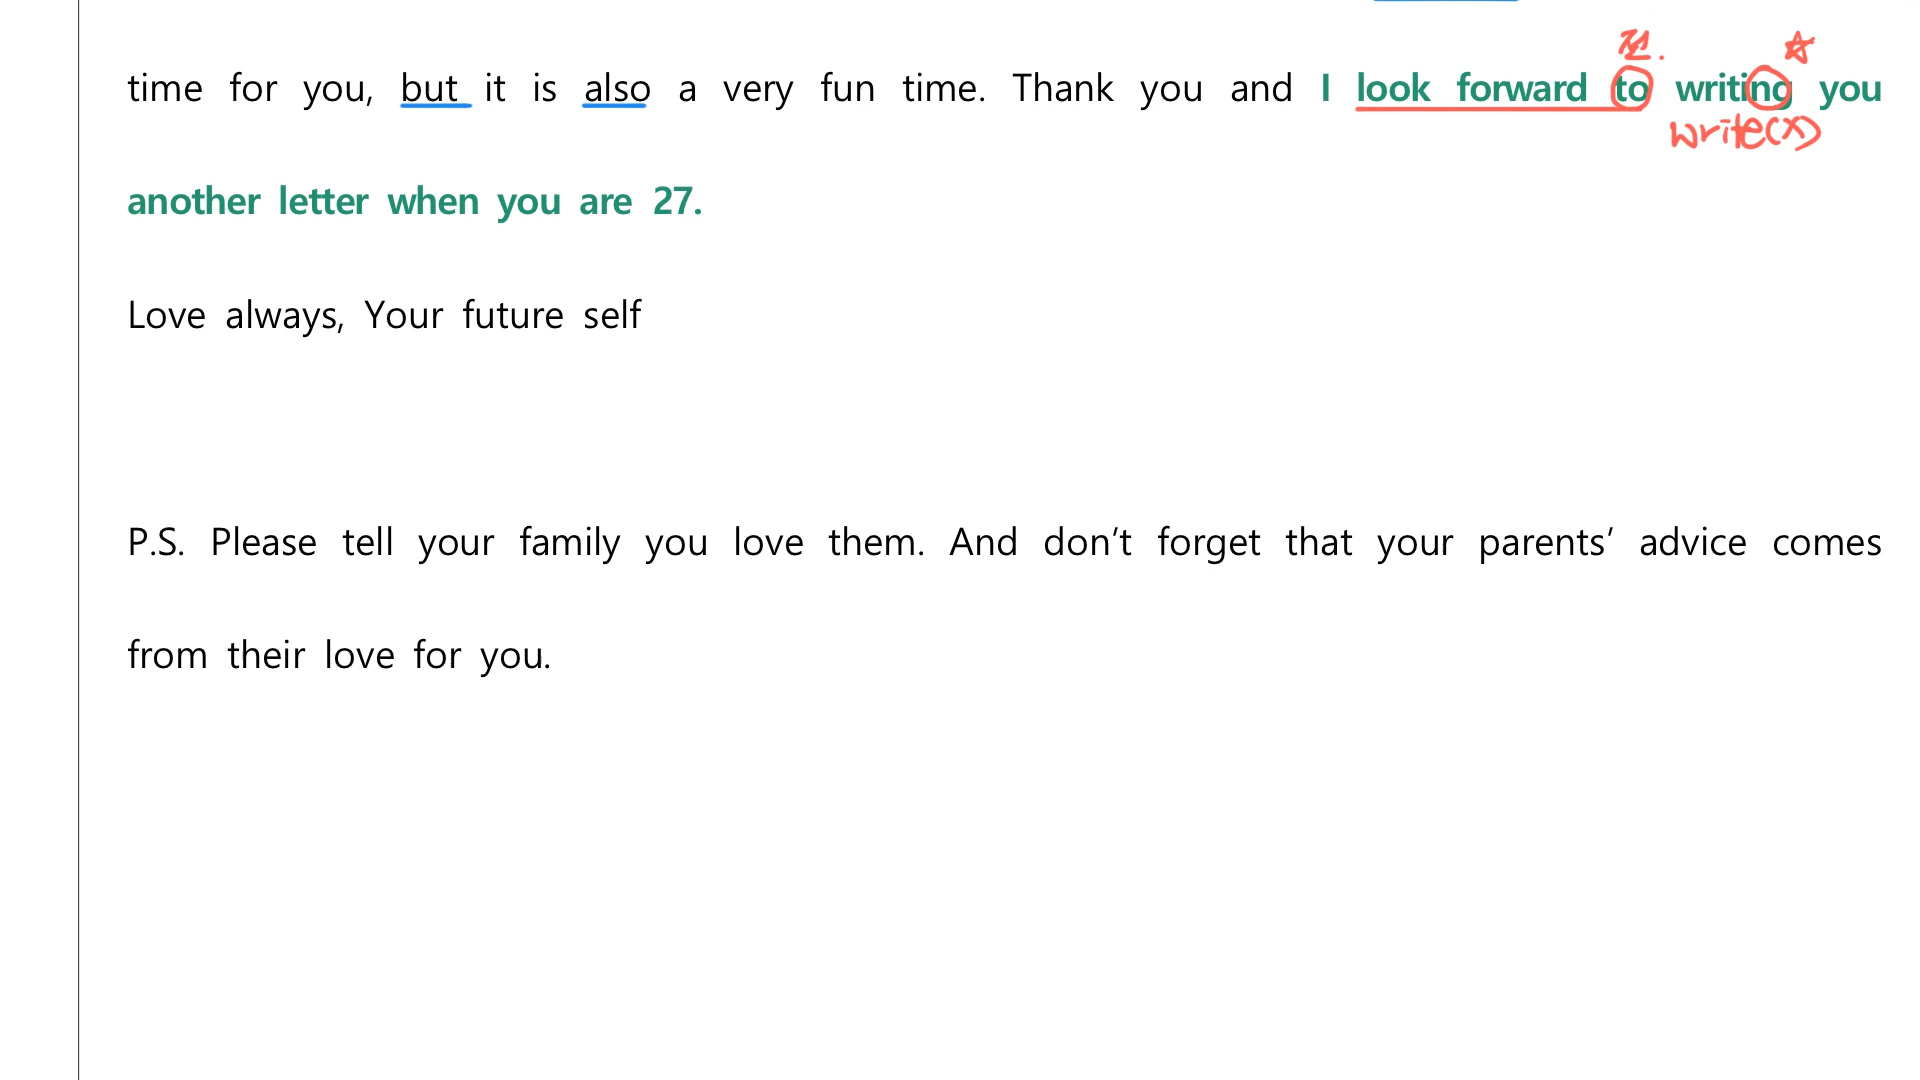 전. ☆
time for you, but it is also a very fun time. Thank you and I look forward to writing you
write(X)
another letter when you are 27.
Love always, Your future self
P.S. Please tell your family you love them. And don’t forget that your parents’ advice comes
from their love for you.